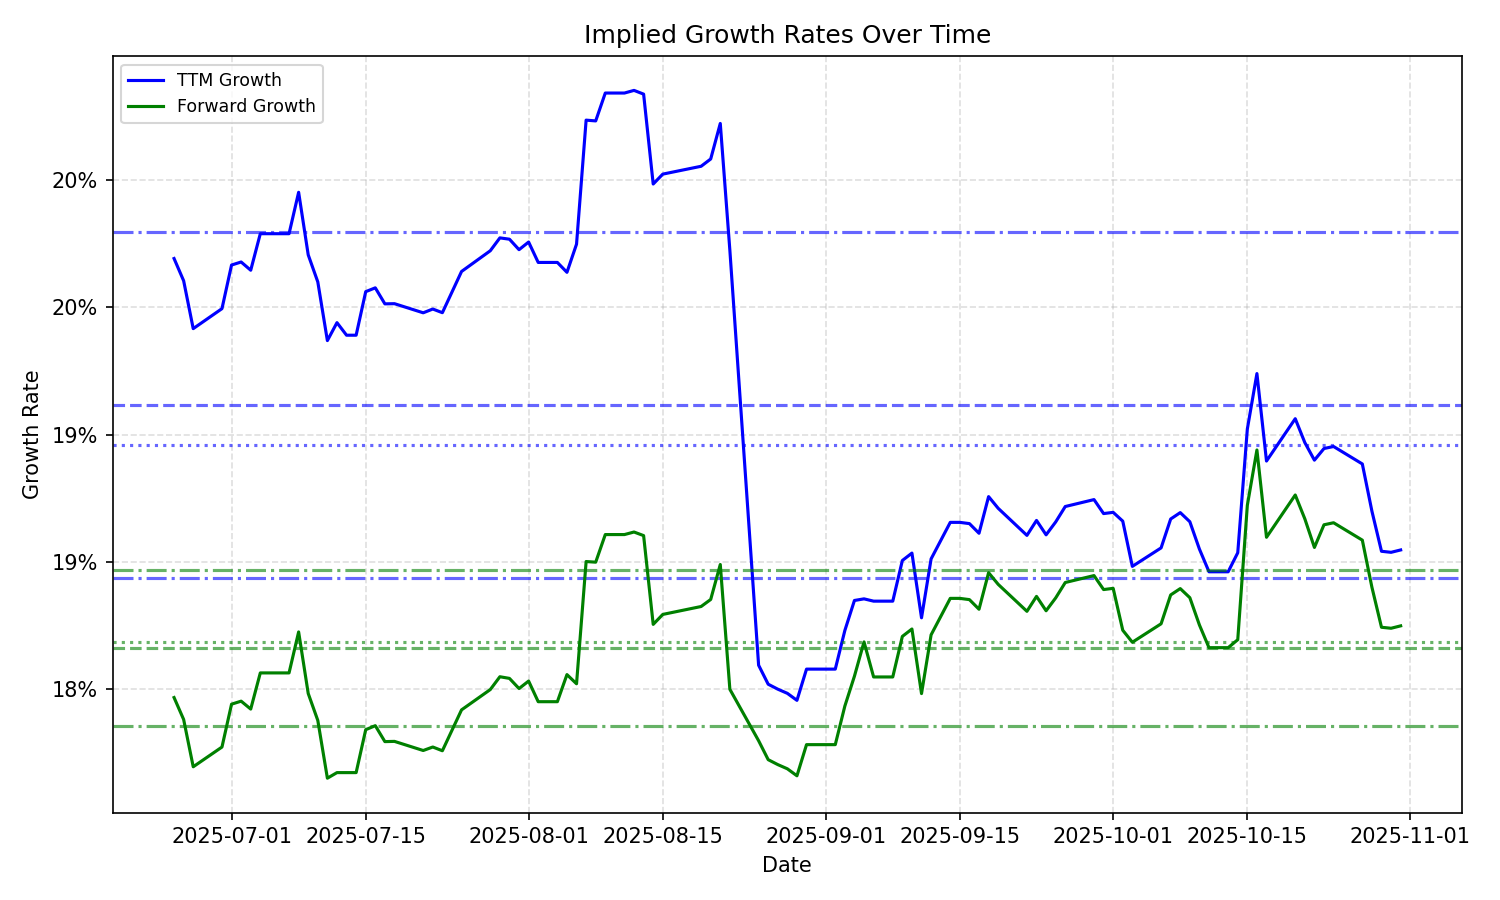 Implied Growth Rates Over Time
TTM Growth
Forward Growth
Growth Rate
20%
20%
19%
19%
18%
2025-07-01
2025-07-15
2025-08-01
2025-08-15
2025-09-01
2025-09-15
2025-10-01
2025-10-15
2025-11-01
Date